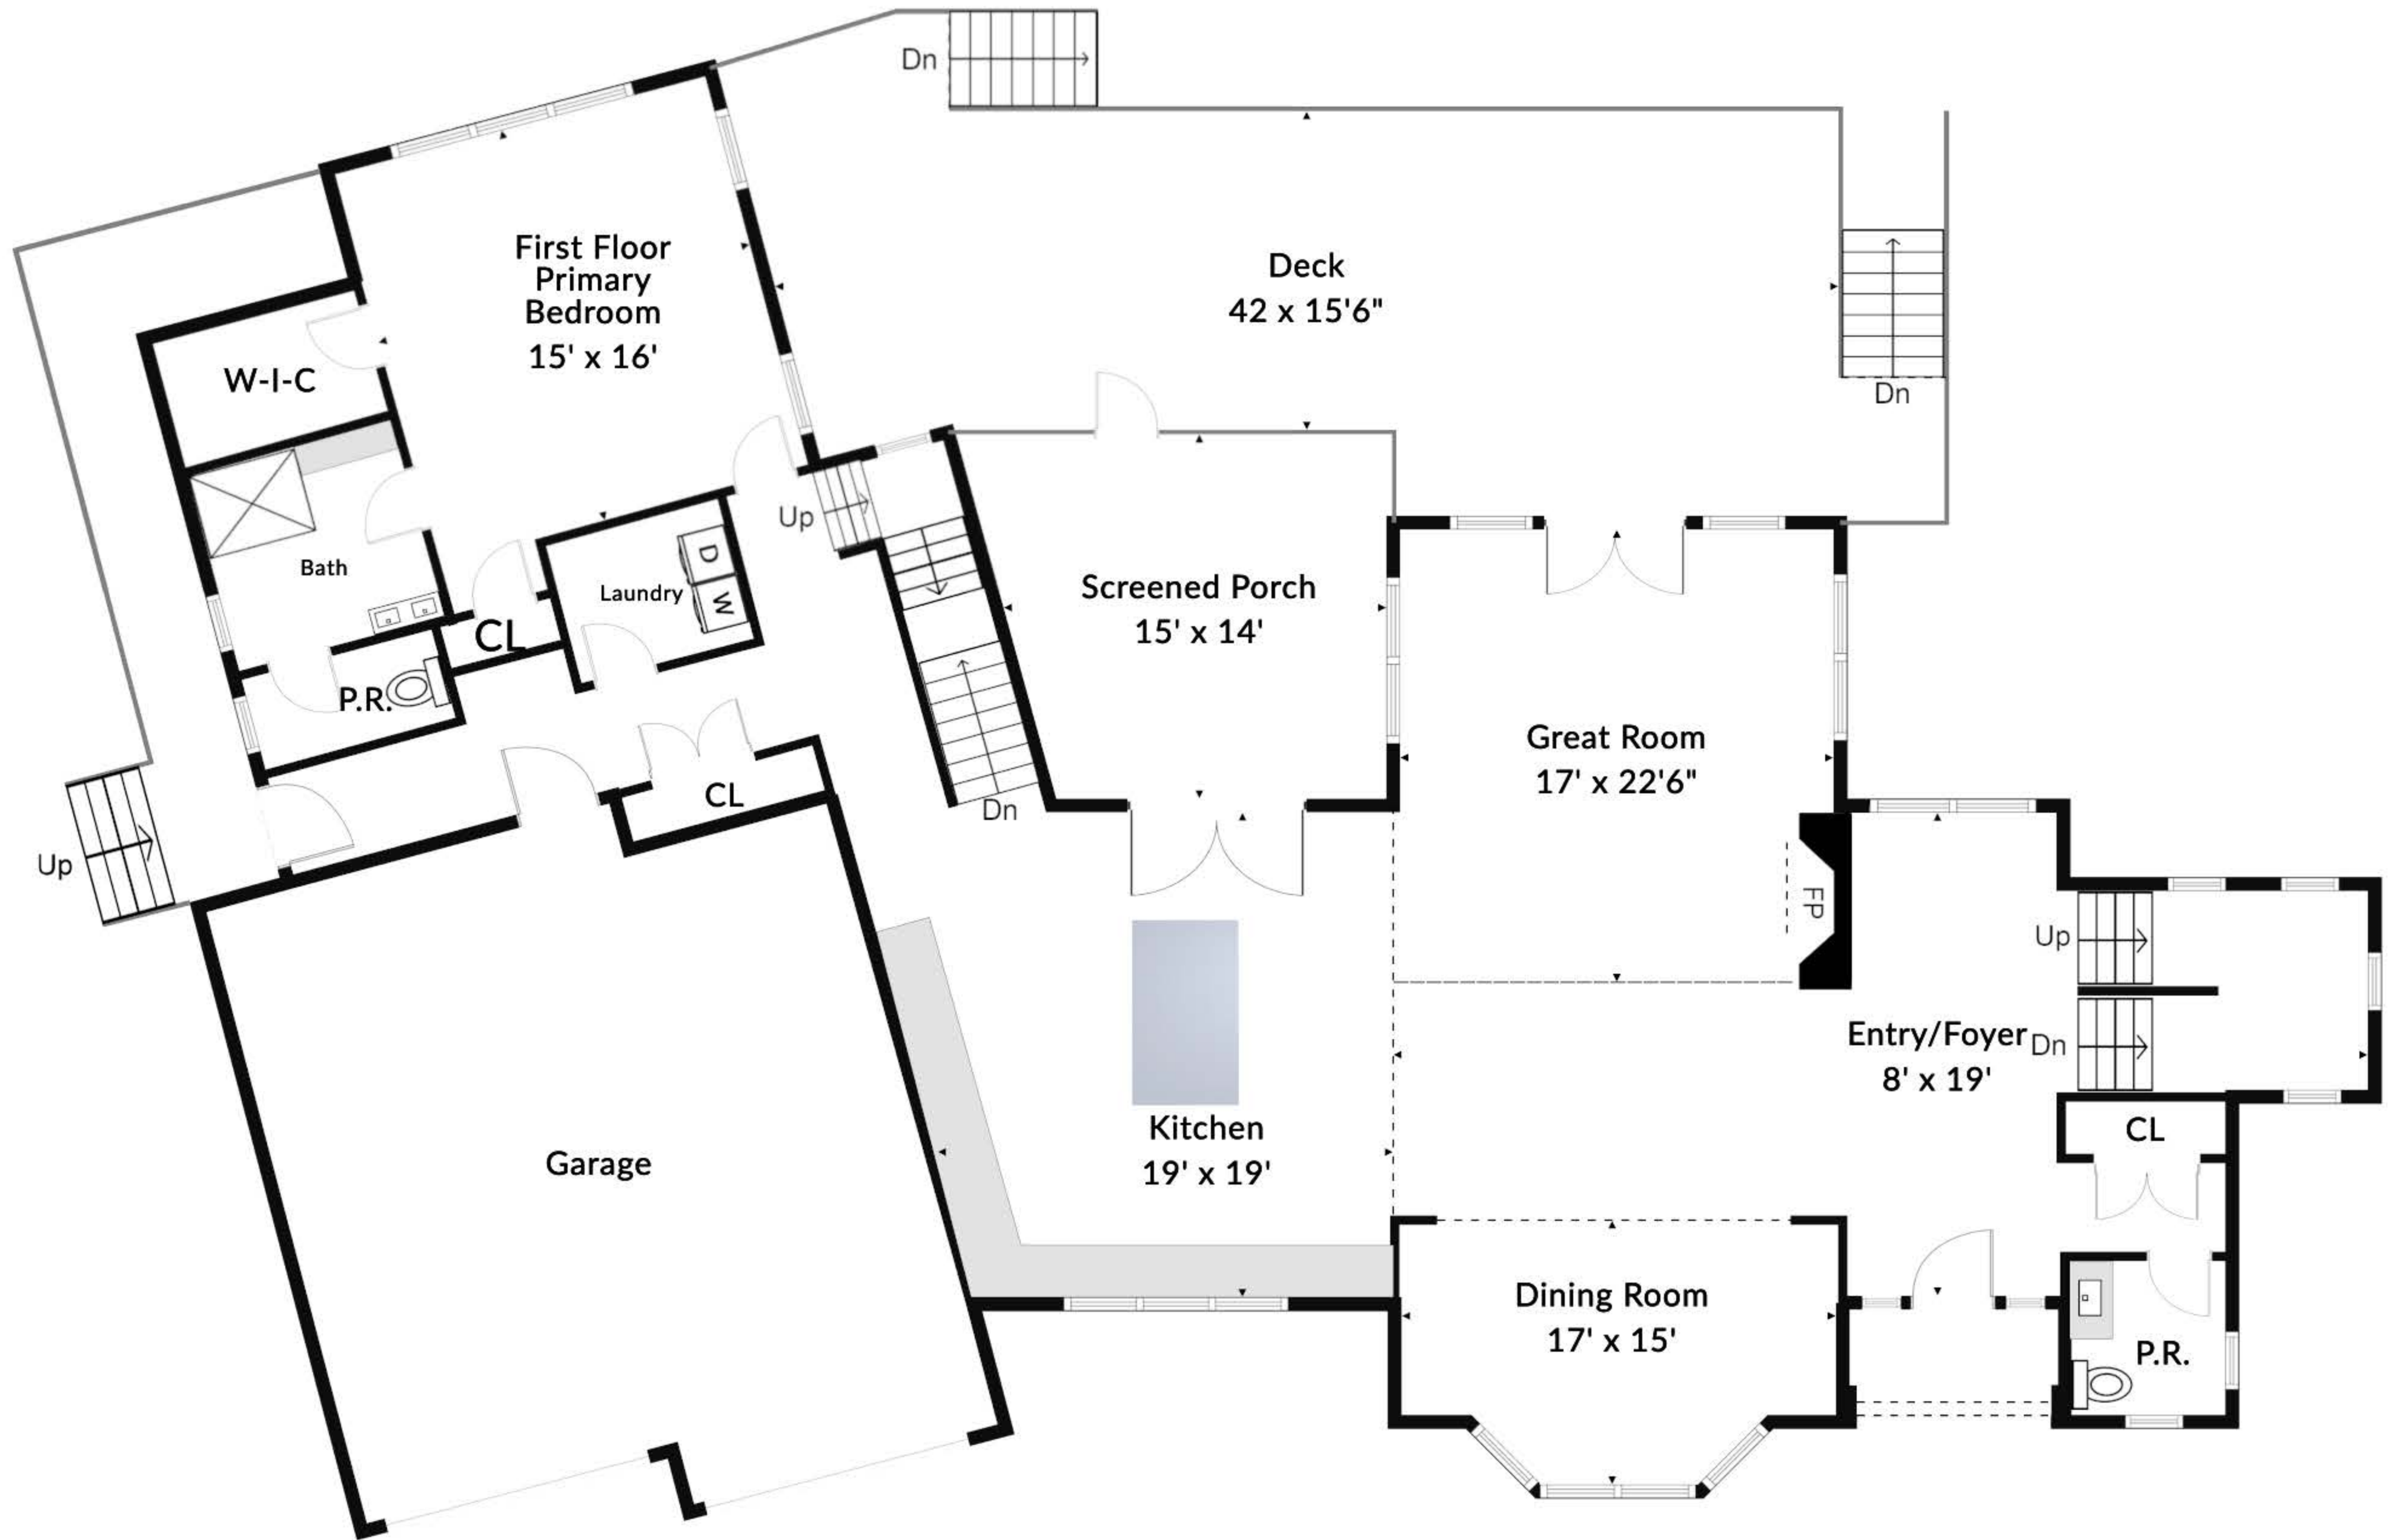 Dn
First Floor
Primary
Bedroom
15' x 16'
Deck
42 x 15'6"
Dn
W-I-C
Up
Bath
D
W
Laundry
CL
P.R.
Screened Porch
15' x 14'
Great Room
17' x 22'6"
CL
Dn
Up
FP
Up
Entry/Foyer
8' x 19'
Dn
Kitchen
19' x 19'
CL
Garage
Dining Room
17' x 15'
P.R.